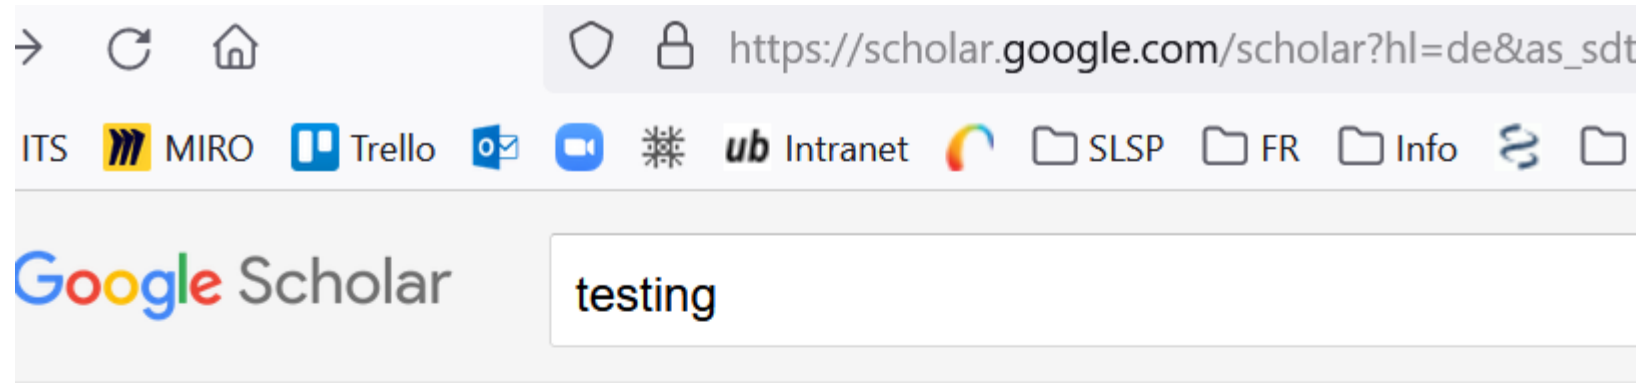 https://scholar.google.com/scholar?hl=de&as_sdt
ITS MIRO Trello ub Intranet SLSP FR Info
Google Scholar testing